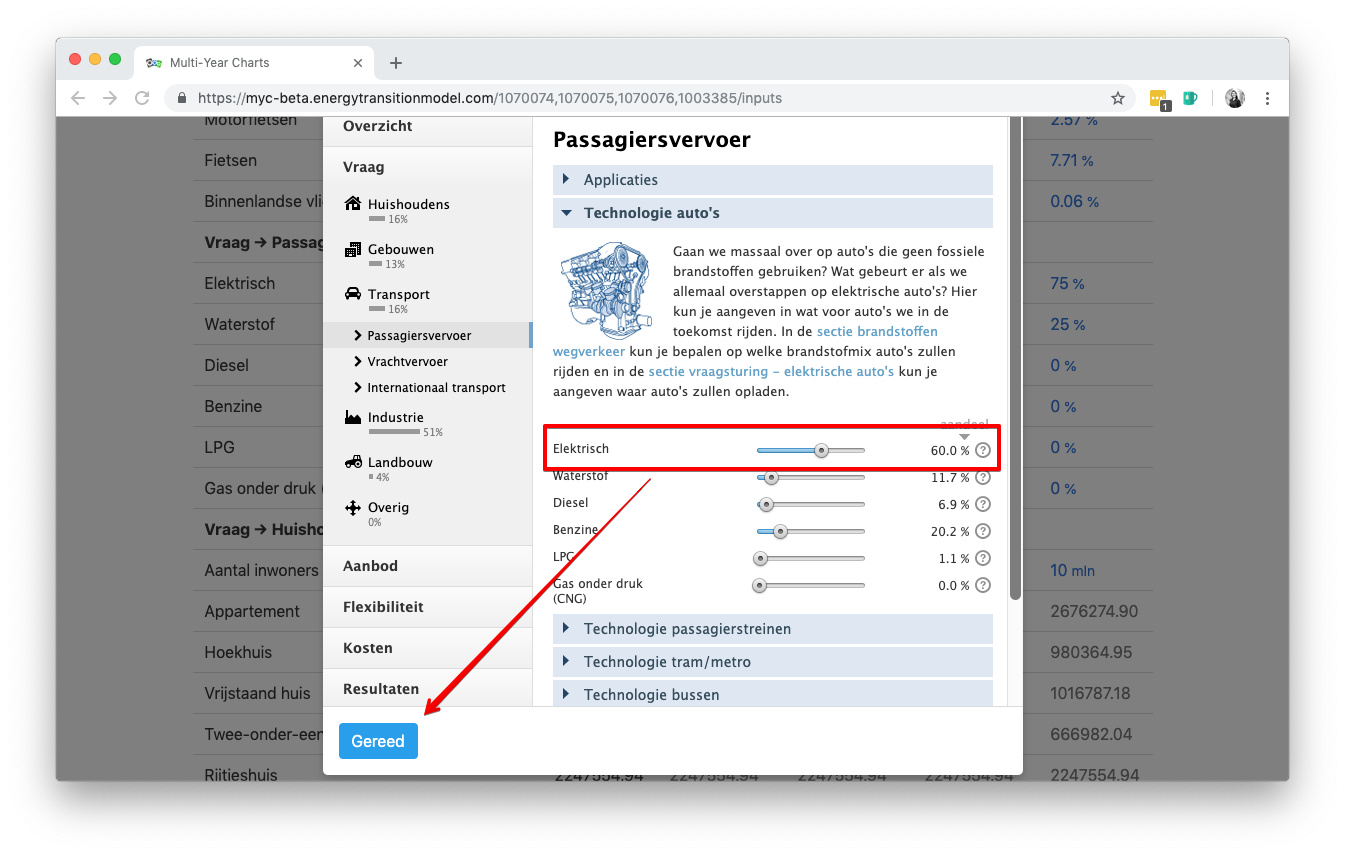 Multi-Year Charts
https://myc-beta.energytransitionmodel.com/1070074,1070075,1070076,1003385/inputs
1
Motorfietsen
2.57 %
Fietsen
7.71 %
Binnenlandse
0.06 %
Vraag → 
Elektrisch
75 %
Waterstof
25 %
Diesel
0 %
Benzine
0 %
LPG
0 %
Gas onder druk
0 %
Vraag → 
Aantal inwoners
10 mln
Appartement
2676274.90
Hoekhuis
980364.95
Vrijstaand huis
1016787.18
666982.04
Rijtjeshuis
2247554.94 2247554.94 2247554.94 2247554.94 2247554.94
Overzicht
Vraag
Huishoudens
16%
Gebouwen
13%
Transport
16%
Passagiersvervoer
Vrachtvervoer
Internationaal transport
Industrie
51%
Landbouw
4%
Overig
0%
Aanbod
Flexibiliteit
Kosten
Resultaten
Passagiersvervoer
Applicaties
Technologie auto's
Gaan we massaal over op auto's die geen fossiele
brandstoffen gebruiken? Wat gebeurt er als we
allemaal overstappen op elektrische auto's? Hier
kun je aangeven in wat voor auto's we in de
toekomst rijden. In de sectie brandstoffen
wegverkeer kun je bepalen op welke brandstofmix auto's zullen
rijden en in de sectie vraagsturing – elektrische auto's kun je
aangeven waar auto's zullen opladen.
aandeel
Elektrisch 60.0 % ?
Waterstof 11.7 % ?
Diesel 6.9 % ?
Benzine 20.2 % ?
LPG 1.1 % ?
Gas onder druk 0.0 % ?
(CNG)
Technologie passagierstreinen
Technologie tram/metro
Technologie bussen
Gereed